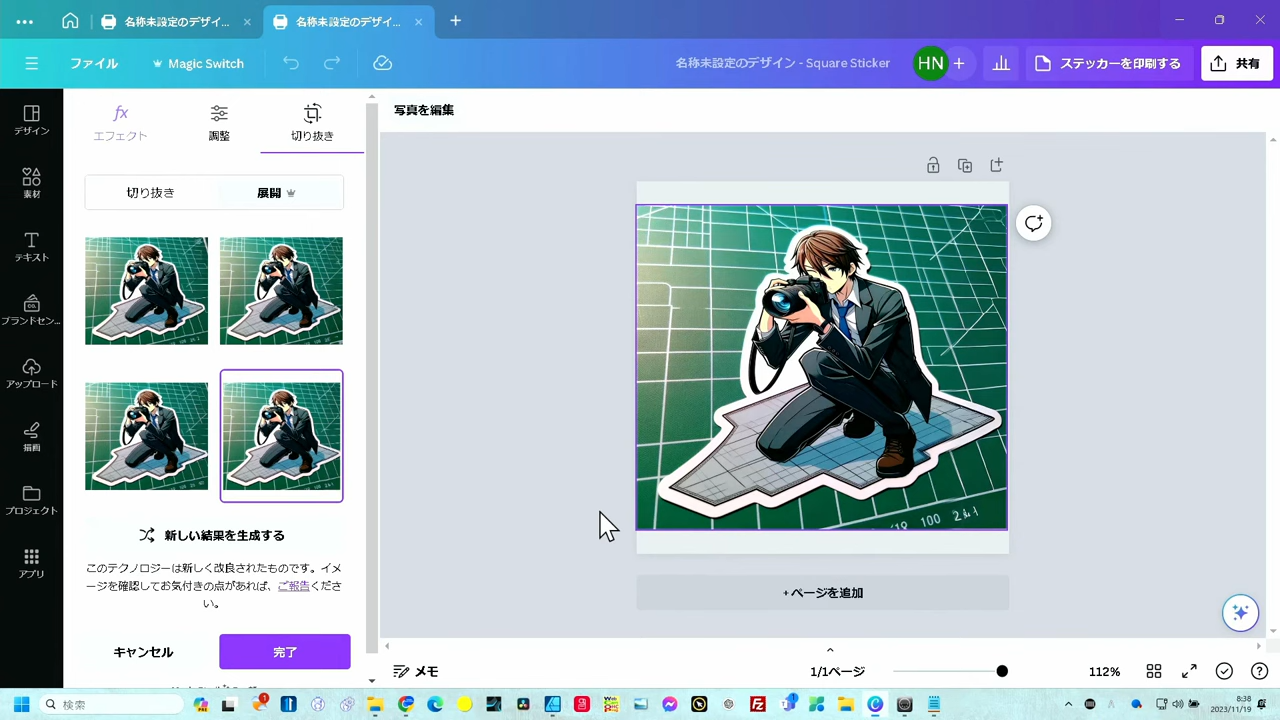 名称未設定のデザイ...
名称未設定のデザイ...
ファイル
Magic Switch
名称未設定のデザイン - Square Sticker
HN
ステッカーを印刷する
共有
デザイン
素材
テキスト
ブランドセン...
アップロード
描画
プロジェクト
アプリ
エフェクト
調整
切り抜き
切り抜き
展開
新しい結果を生成する
このテクノロジーは新しく改良されたものです。イメ
ージを確認してお気付きの点があれば、ご報告くださ
い。
キャンセル
完了
写真を編集
100
+ ページを追加
メモ
1/1ページ
112%
検索
8:38
2023/11/19